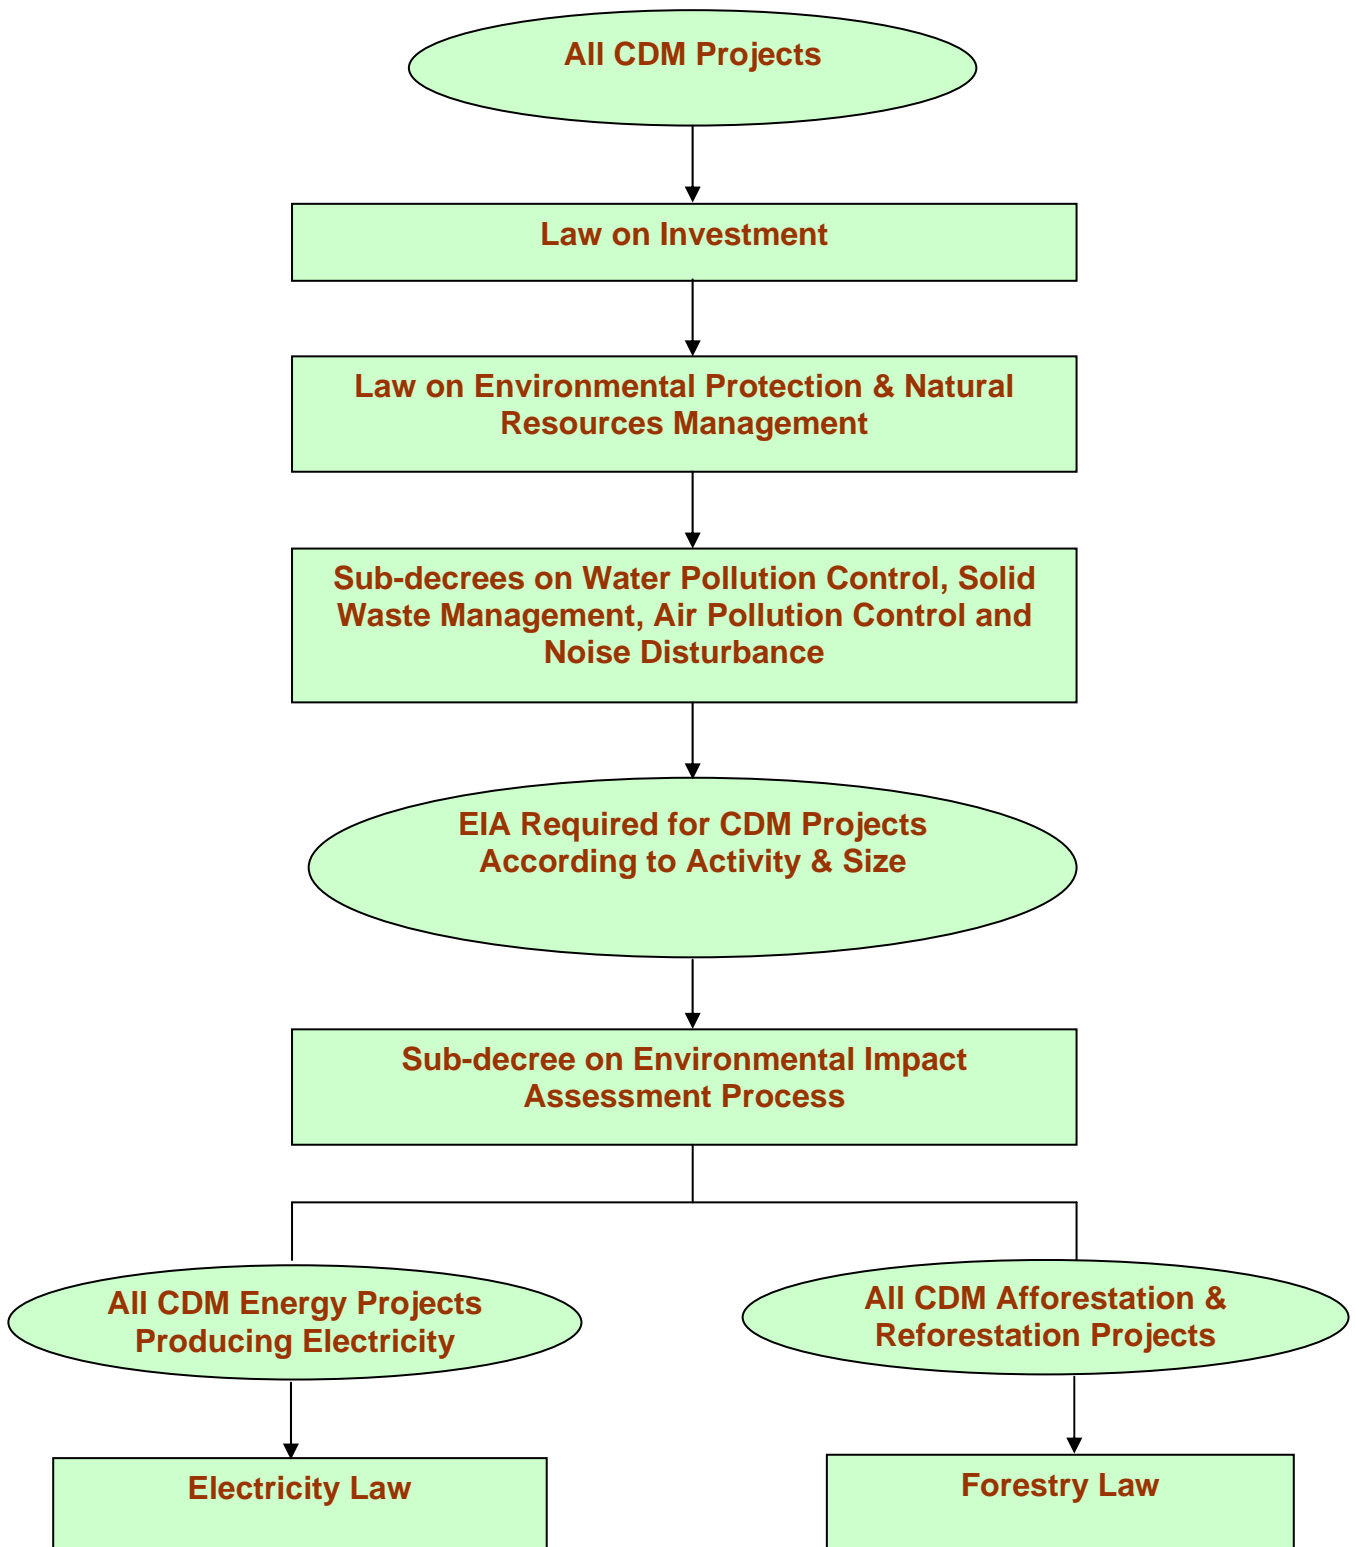 All CDM Projects
Law on Investment
Law on Environmental Protection & Natural
Resources Management
Sub-decrees on Water Pollution Control, Solid
Waste Management, Air Pollution Control and
Noise Disturbance
EIA Required for CDM Projects
According to Activity & Size
Sub-decree on Environmental Impact
Assessment Process
All CDM Energy Projects
Producing Electricity
All CDM Afforestation &
Reforestation Projects
Electricity Law
Forestry Law